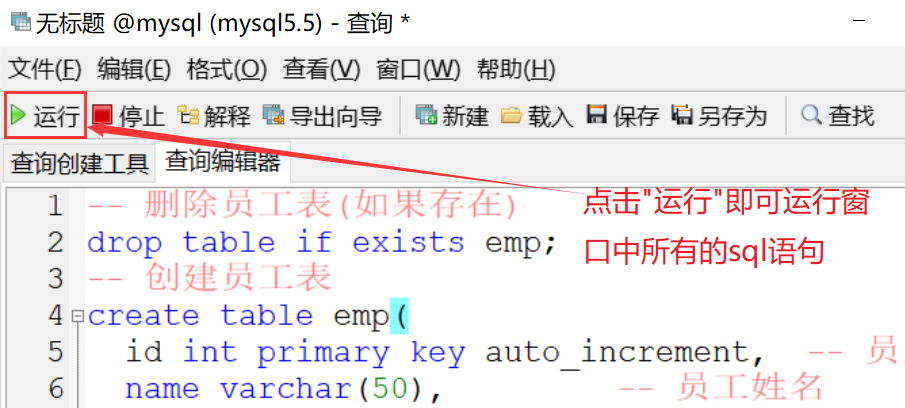 无标题 @mysql (mysql5.5) - 查询 *
文件(F) 编辑(E) 格式(O) 查看(V) 窗口(W) 帮助(H)
运行 停止 解释 导出向导 新建 载入 保存 另存为 查找
查询创建工具 查询编辑器
点击"运行"即可运行窗
口中所有的sql语句
1 -- 删除员工表(如果存在)
2 drop table if exists emp;
3 -- 创建员工表
4 create table emp(
5 id int primary key auto_increment, -- 员
6 name varchar(50), -- 员工姓名